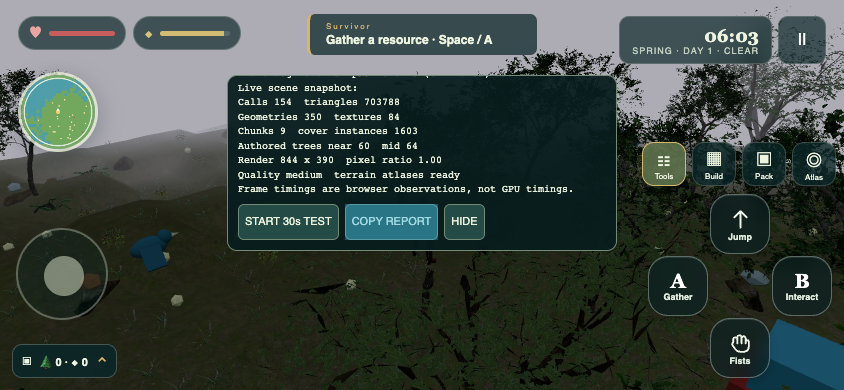 Survivor
Gather a resource · Space / A
06:03
SPRING · DAY 1 · CLEAR
Live scene snapshot:
Calls 154 triangles 703788
Geometries 350 textures 84
Chunks 9 cover instances 1603
Authored trees near 60 mid 64
Render 844 x 390 pixel ratio 1.00
Quality medium terrain atlases ready
Frame timings are browser observations, not GPU timings.
START 30s TEST
COPY REPORT
HIDE
Tools
Build
Pack
Atlas
Jump
A
Gather
B
Interact
Fists
0 · ◆ 0